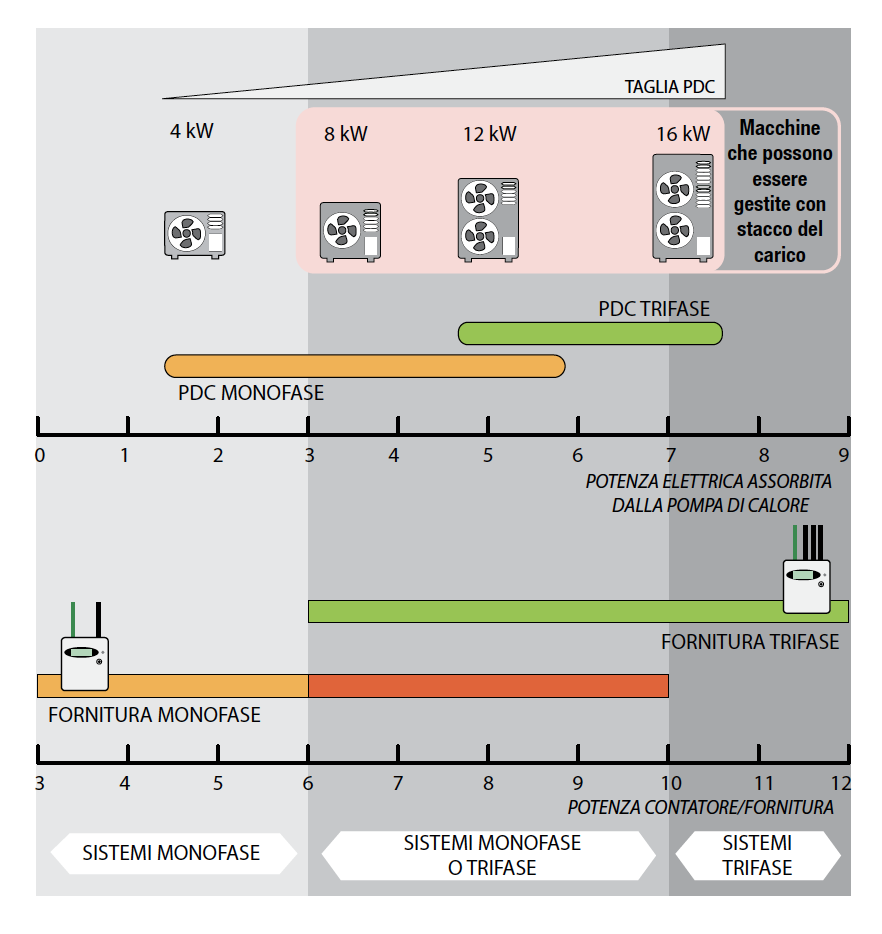 TAGLIA PDC
4 kW
8 kW
12 kW
16 kW
Macchine
che possono
essere
gestite con
stacco del
carico
PDC TRIFASE
PDC MONOFASE
0 1 2 3 4 5 6 7 8 9
POTENZA ELETTRICA ASSORBITA
DALLA POMPA DI CALORE
FORNITURA TRIFASE
FORNITURA MONOFASE
3 4 5 6 7 8 9 10 11 12
POTENZA CONTATORE/FORNITURA
SISTEMI MONOFASE
SISTEMI MONOFASE
O TRIFASE
SISTEMI
TRIFASE